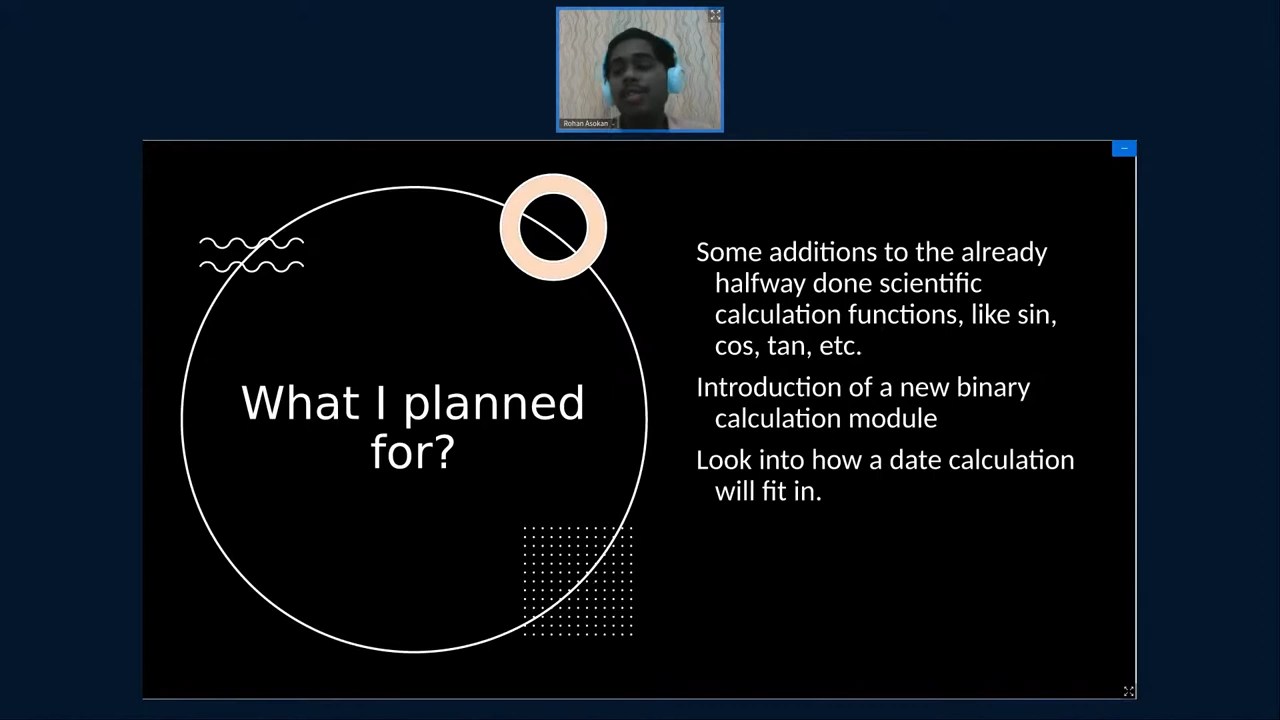 Rohan Asokan
What I planned
for?
Some additions to the already
halfway done scientific
calculation functions, like sin,
cos, tan, etc.
Introduction of a new binary
calculation module
Look into how a date calculation
will fit in.